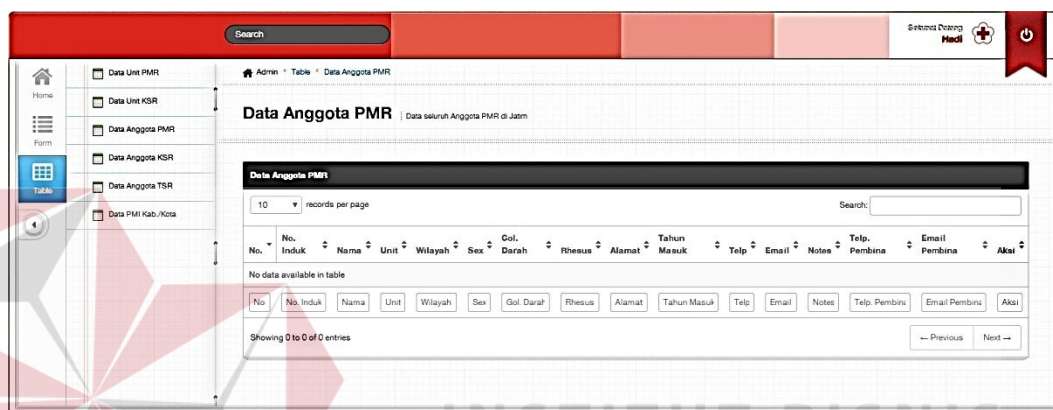 Search
Selamat Datang
Hadi
Home
Form
Table
Data Unit PMR
Data Unit KSR
Data Anggota PMR
Data Anggota KSR
Data Anggota TSR
Data PMI Kab./Kota
Admin Table Data Anggota PMR
Data Anggota PMR | Data seluruh Anggota PMR di Jatim
Data Anggota PMR
10 records per page Search:
No. No. Induk Nama Unit Wilayah Sex Gol. Darah Rhesus Alamat Tahun Masuk Telp Email Notes Telp. Pembina Email Pembina Aksi
No data available in table
No No. Induk Nama Unit Wilayah Sex Gol. Darah Rhesus Alamat Tahun Masuk Telp Email Notes Telp. Pembina Email Pembina Aksi
Showing 0 to 0 of 0 entries ← Previous Next →
INSTITUT BISNIS